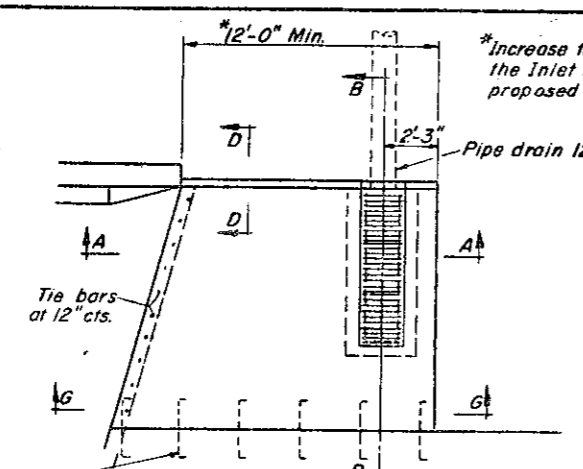 *12'-0" Min.
*Increase t
the Inlet
proposed
B
2'-3"
D
Pipe drain 12
D
A
A
Tie bars
at 12" cts.
G
G